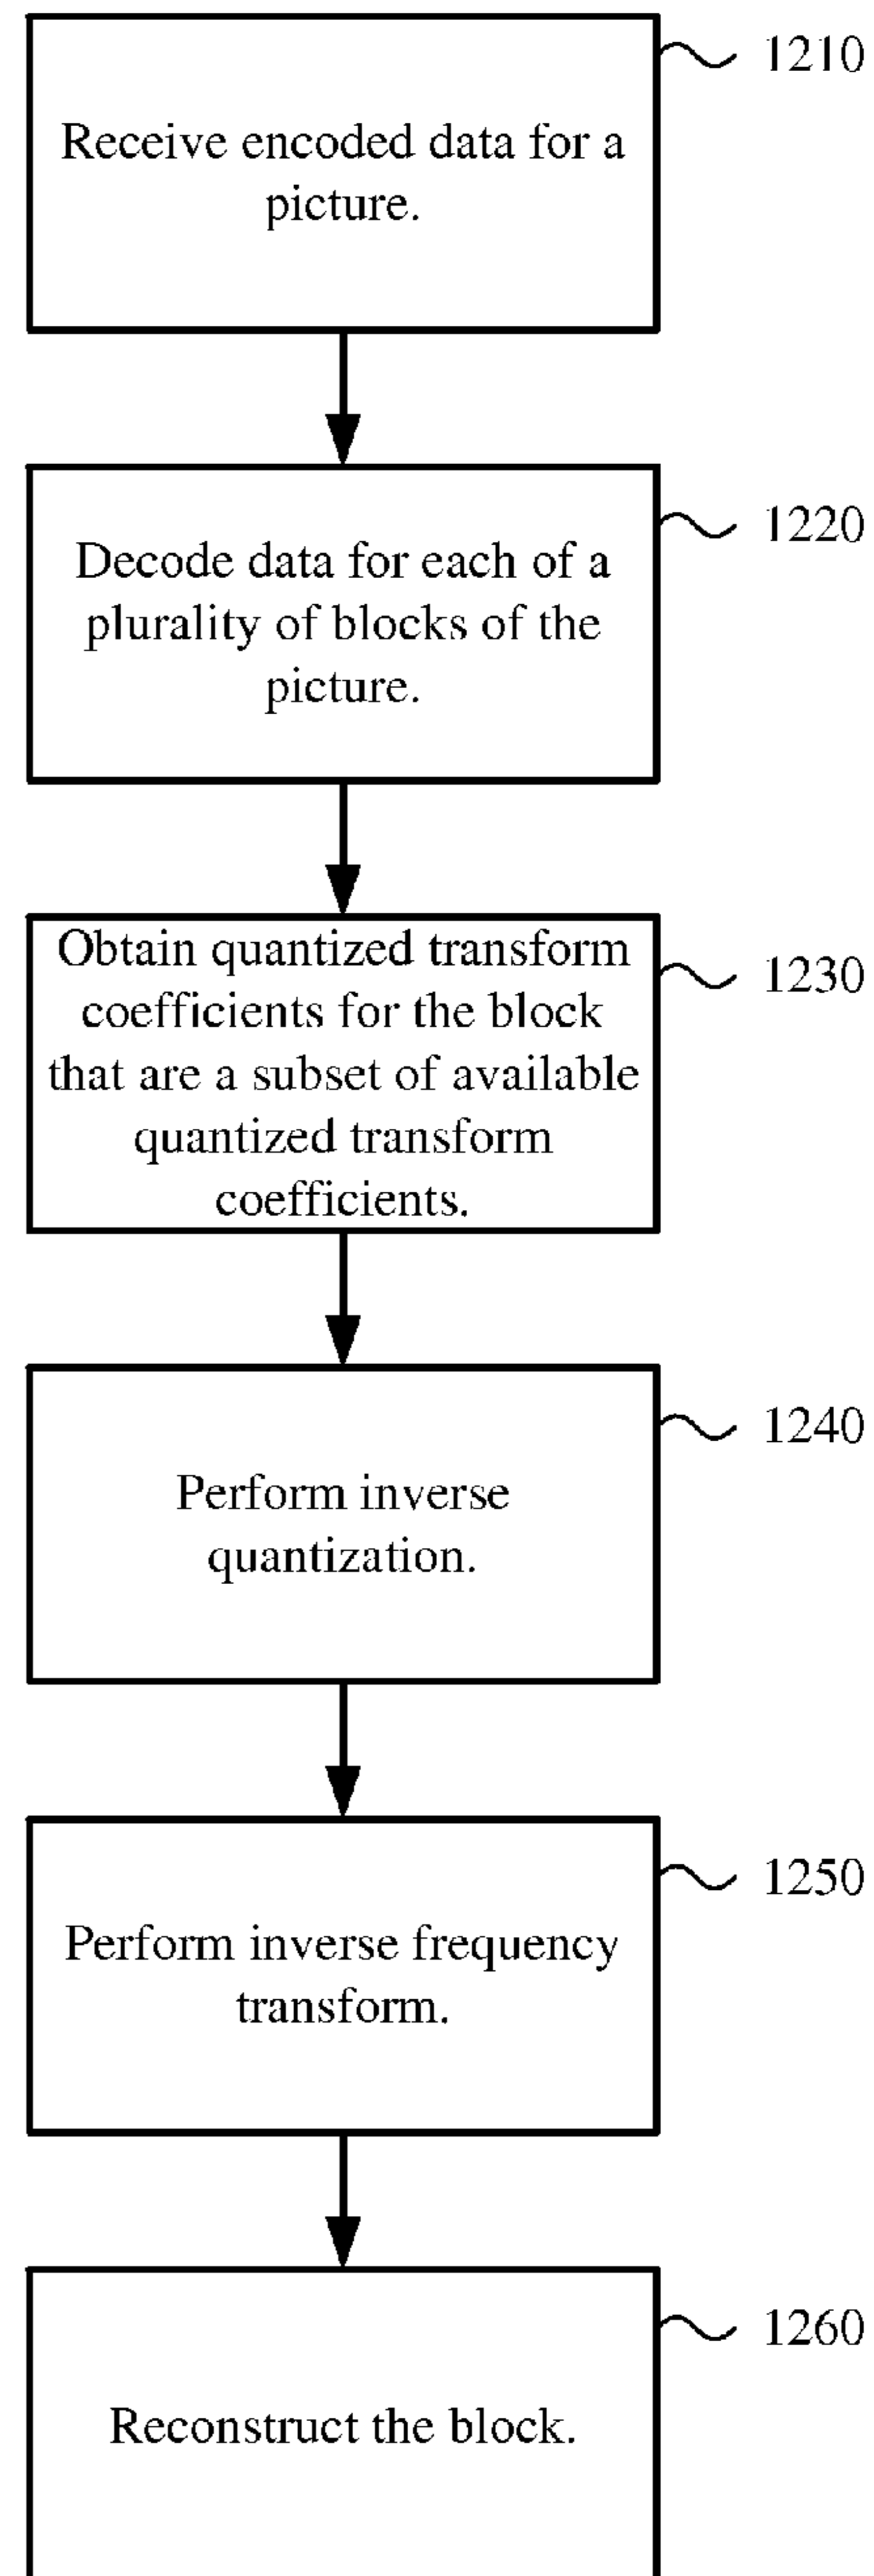 1210
Receive encoded data for a
picture.
1220
Decode data for each of a
plurality of blocks of the
picture.
1230
Obtain quantized transform
coefficients for the block
that are a subset of available
quantized transform
coefficients.
1240
Perform inverse
quantization.
1250
Perform inverse frequency
transform.
1260
Reconstruct the block.